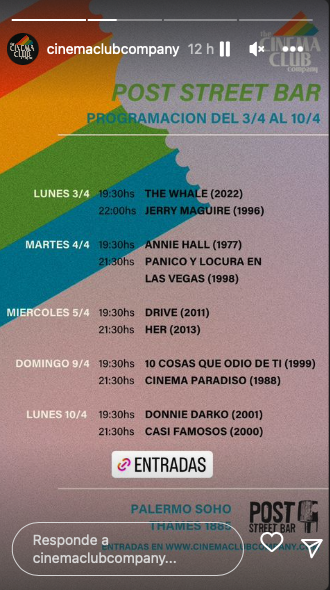 cinemaclubcompany 12 h
the
CINEMA
CLUB
company
POST STREET BAR
PROGRAMACION DEL 3/4 AL 10/4
LUNES 3/4 19:30hs THE WHALE (2022)
22:00hs JERRY MAGUIRE (1996)
MARTES 4/4 19:30hs ANNIE HALL (1977)
21:30hs PANICO Y LOCURA EN
LAS VEGAS (1998)
MIERCOLES 5/4 19:30hs DRIVE (2011)
21:30hs HER (2013)
DOMINGO 9/4 19:30hs 10 COSAS QUE ODIO DE TI (1999)
21:30hs CINEMA PARADISO (1988)
LUNES 10/4 19:30hs DONNIE DARKO (2001)
21:30hs CASI FAMOSOS (2000)
ENTRADAS
PALERMO SOHO
THAMES 1885
POST
STREET BAR
ENTRADAS EN WWW.CINEMACLUBCOMPANY.C
Responde a
cinemaclubcompany...